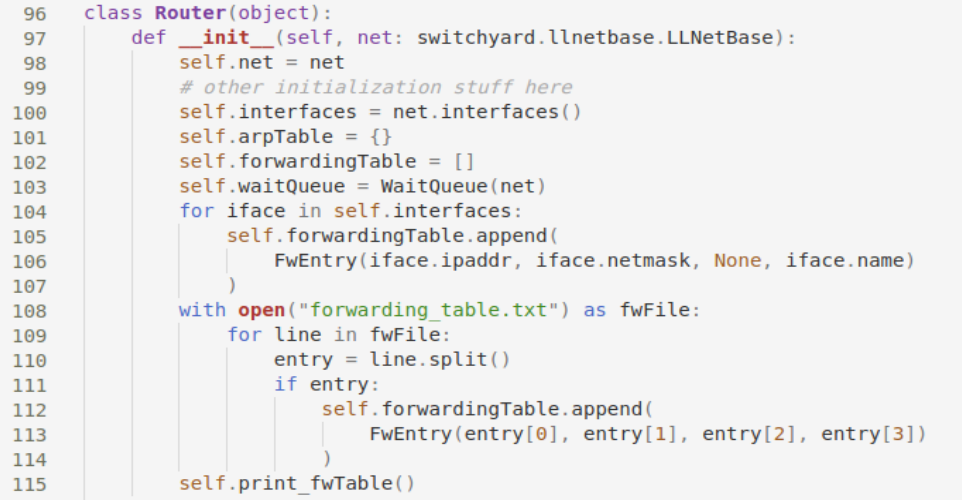 96 class Router(object):
97 def __init__(self, net: switchyard.llnetbase.LLNetBase):
98 self.net = net
99 # other initialization stuff here
100 self.interfaces = net.interfaces()
101 self.arpTable = {}
102 self.forwardingTable = []
103 self.waitQueue = WaitQueue(net)
104 for iface in self.interfaces:
105 self.forwardingTable.append(
106 FwEntry(iface.ipaddr, iface.netmask, None, iface.name)
107 )
108 with open("forwarding_table.txt") as fwFile:
109 for line in fwFile:
110 entry = line.split()
111 if entry:
112 self.forwardingTable.append(
113 FwEntry(entry[0], entry[1], entry[2], entry[3])
114 )
115 self.print_fwTable()